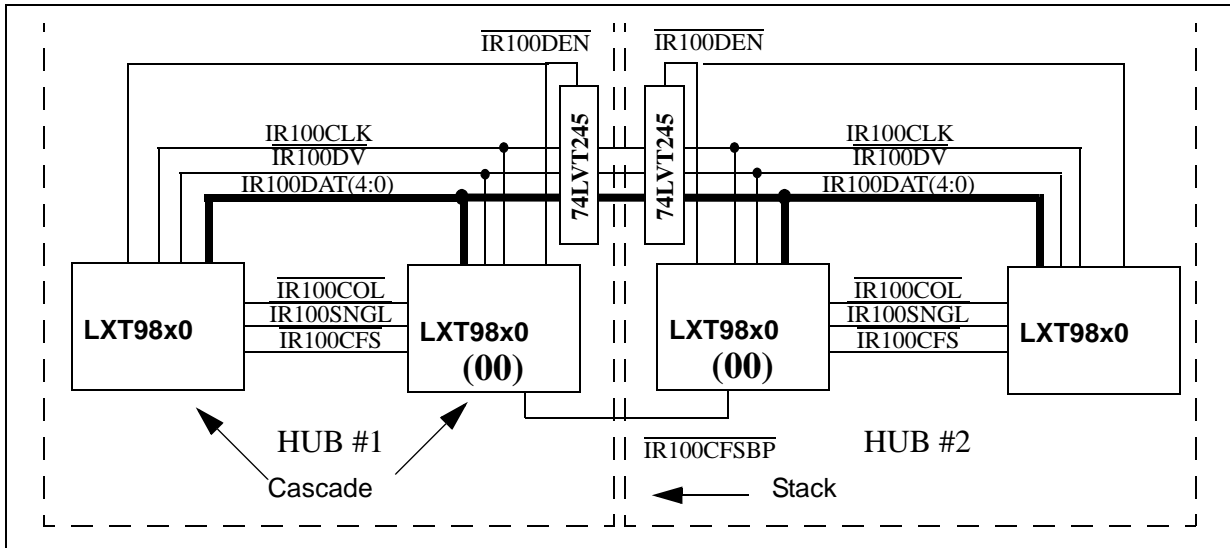 IR100DEN IR100DEN
74LVT245 74LVT245
IR100CLK IR100CLK
IR100DV IR100DV
IR100DAT(4:0) IR100DAT(4:0)
IR100COL IR100COL
LXT98x0 IR100SNGL LXT98x0 LXT98x0 IR100SNGL LXT98x0
IR100CFS IR100CFS
(00) (00)
HUB #1 IR100CFSBP HUB #2
Cascade Stack